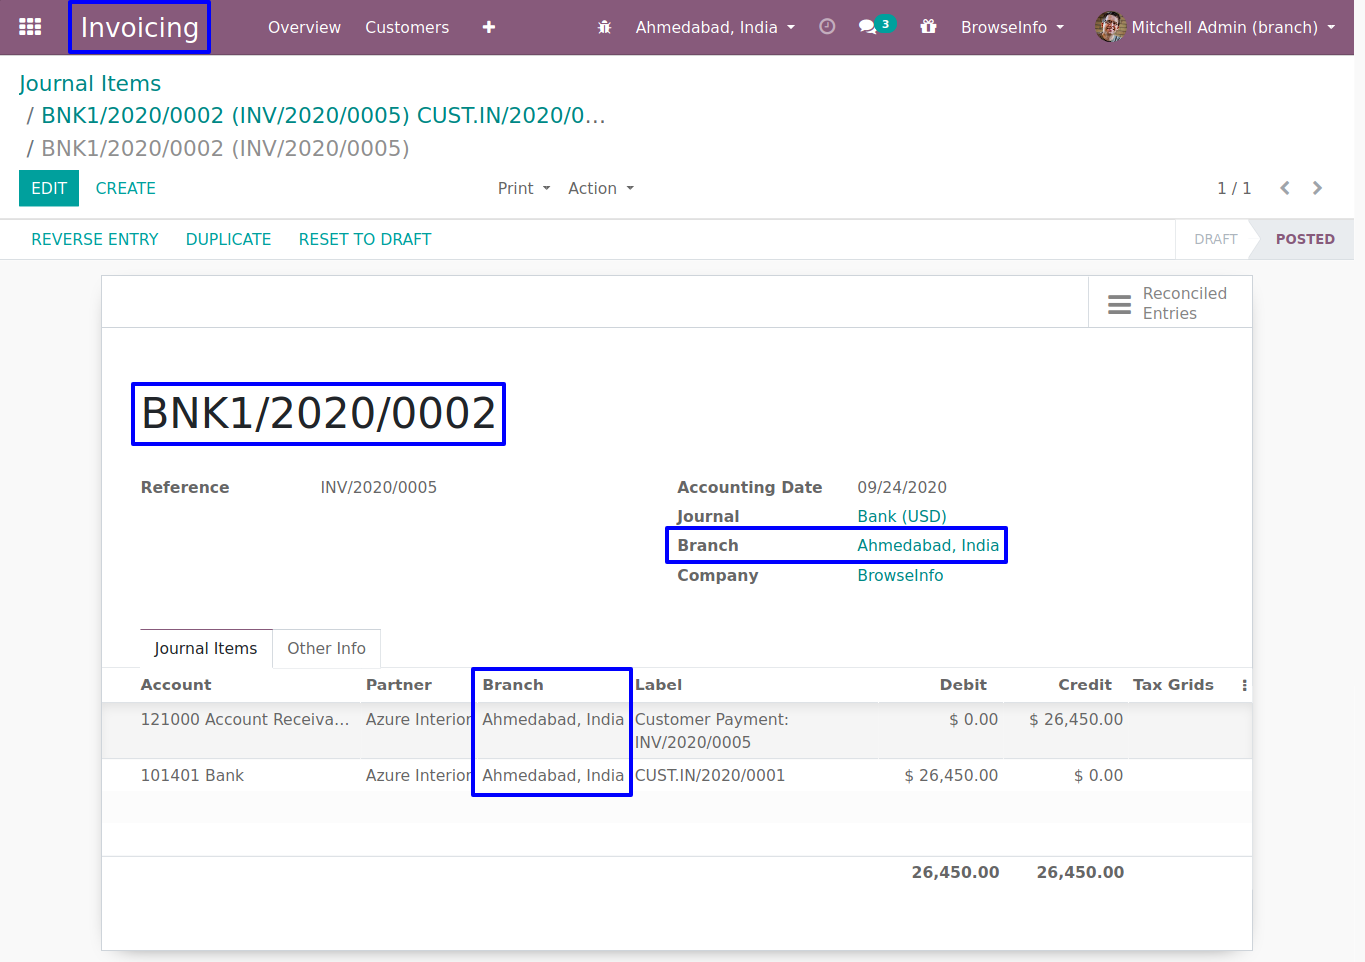 Invoicing Overview Customers + Ahmedabad, India 3 BrowseInfo Mitchell Admin (branch)
Journal Items
/ BNK1/2020/0002 (INV/2020/0005) CUST.IN/2020/0...
/ BNK1/2020/0002 (INV/2020/0005)
EDIT CREATE Print Action 1 / 1
REVERSE ENTRY DUPLICATE RESET TO DRAFT DRAFT POSTED
Reconciled
Entries
BNK1/2020/0002
Reference INV/2020/0005 Accounting Date 09/24/2020
Journal Bank (USD)
Branch Ahmedabad, India
Company BrowseInfo
Journal Items Other Info
Account Partner Branch Label Debit Credit Tax Grids
121000 Account Receiva... Azure Interior Ahmedabad, India Customer Payment: $ 0.00 $ 26,450.00
INV/2020/0005
101401 Bank Azure Interior Ahmedabad, India CUST.IN/2020/0001 $ 26,450.00 $ 0.00
26,450.00 26,450.00